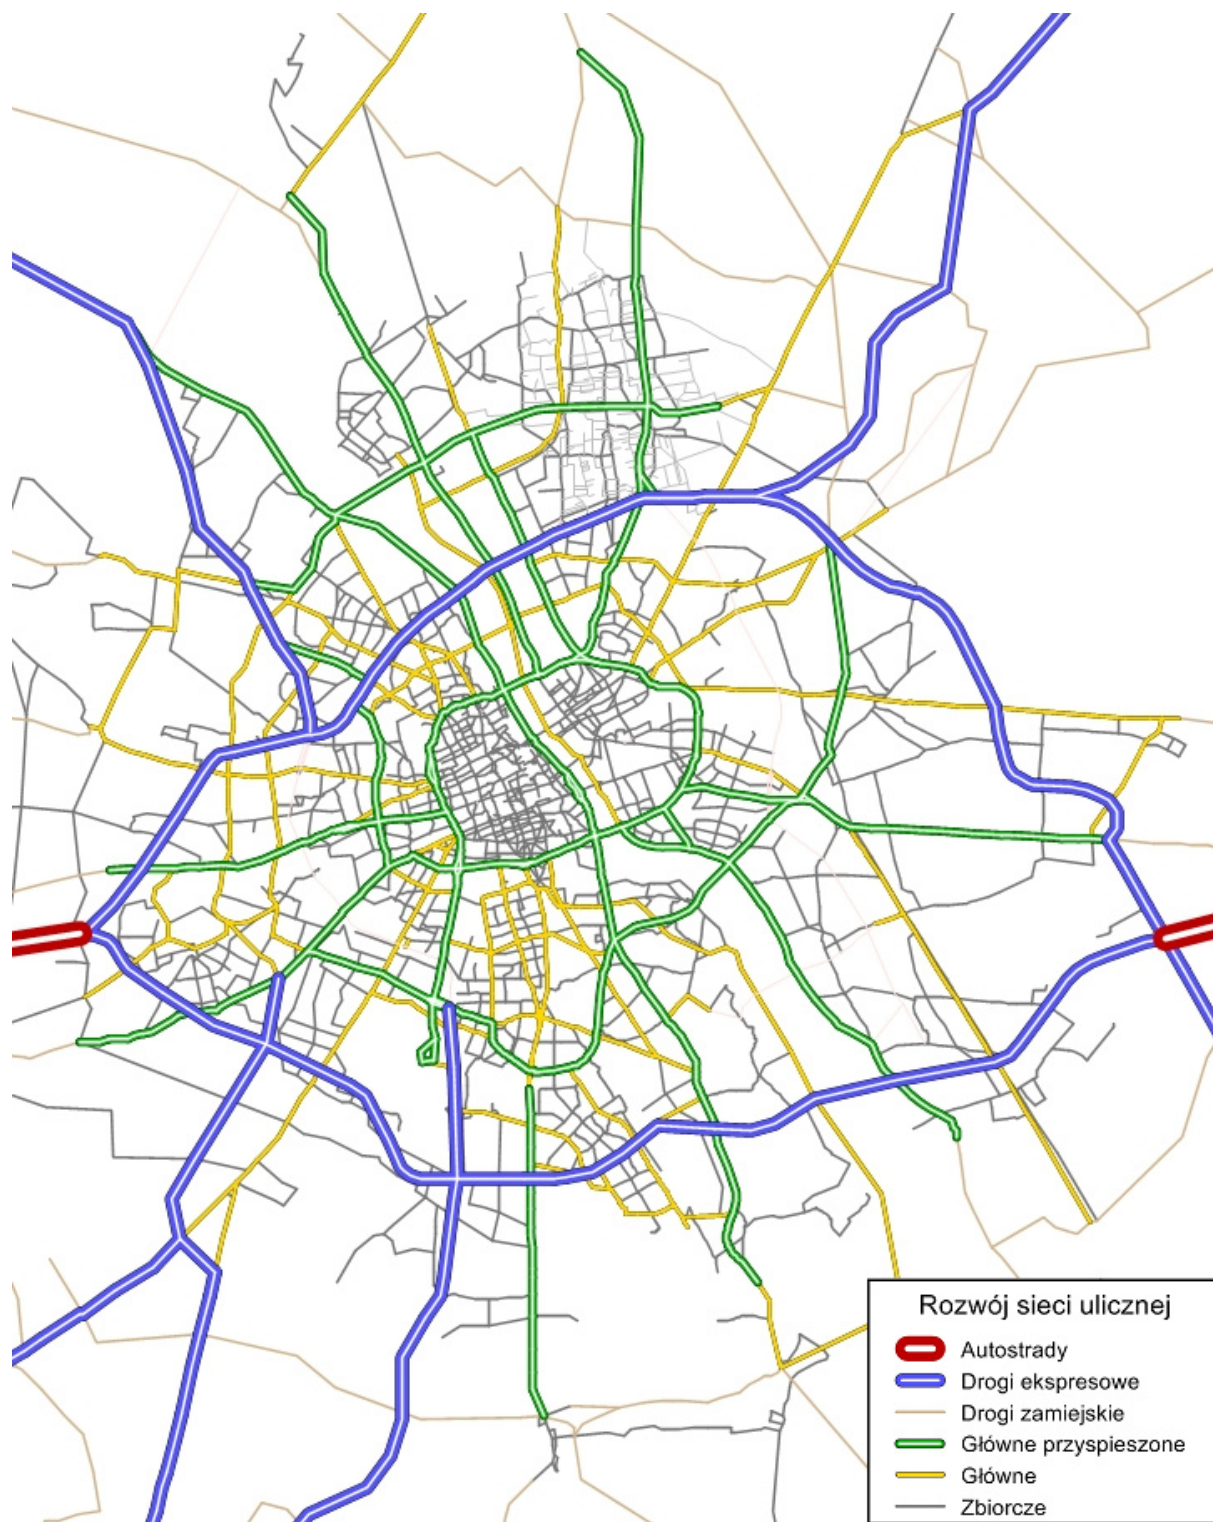 Rozwój sieci ulicznej
Autostrady
Drogi ekspresowe
Drogi zamiejskie
Główne przyspieszone
Główne
Zbiorcze